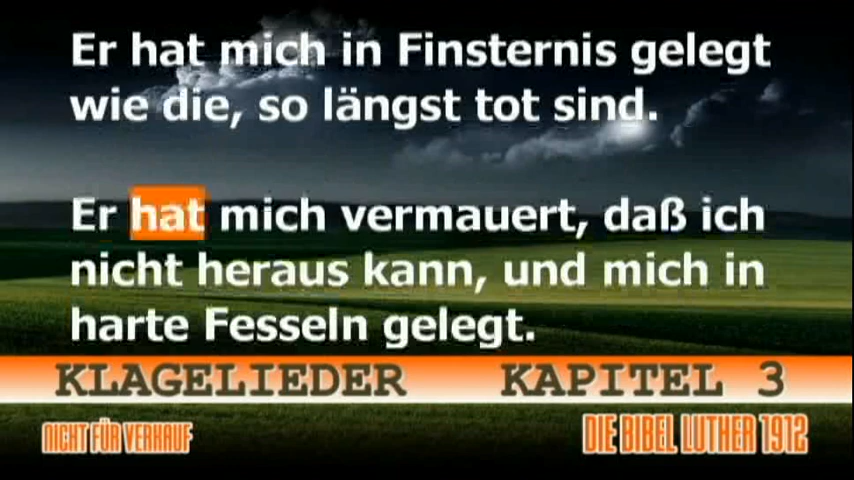 Er hat mich in Finsternis gelegt
wie die, so längst tot sind.
Er hat mich vermauert, daß ich
nicht heraus kann, und mich in
harte Fesseln gelegt.
KLAGELIEDER KAPITEL 3
NICHT FÜR VERKAUF
DIE BIBEL LUTHER 1912